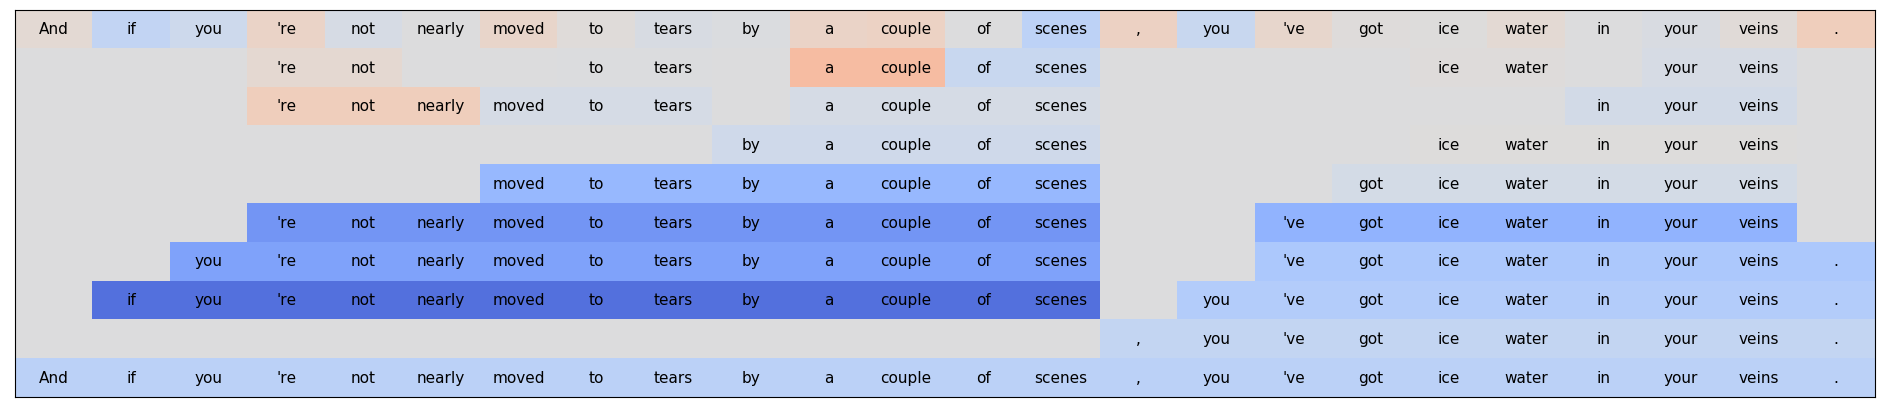 And if you 're not nearly moved to tears by a couple of scenes , you 've got ice water in your veins .
're not to tears a couple of scenes ice water your veins
're not nearly moved to tears a couple of scenes in your veins
by a couple of scenes ice water in your veins
moved to tears by a couple of scenes got ice water in your veins
're not nearly moved to tears by a couple of scenes 've got ice water in your veins
you 're not nearly moved to tears by a couple of scenes 've got ice water in your veins .
if you 're not nearly moved to tears by a couple of scenes you 've got ice water in your veins .
, you 've got ice water in your veins .
And if you 're not nearly moved to tears by a couple of scenes , you 've got ice water in your veins .